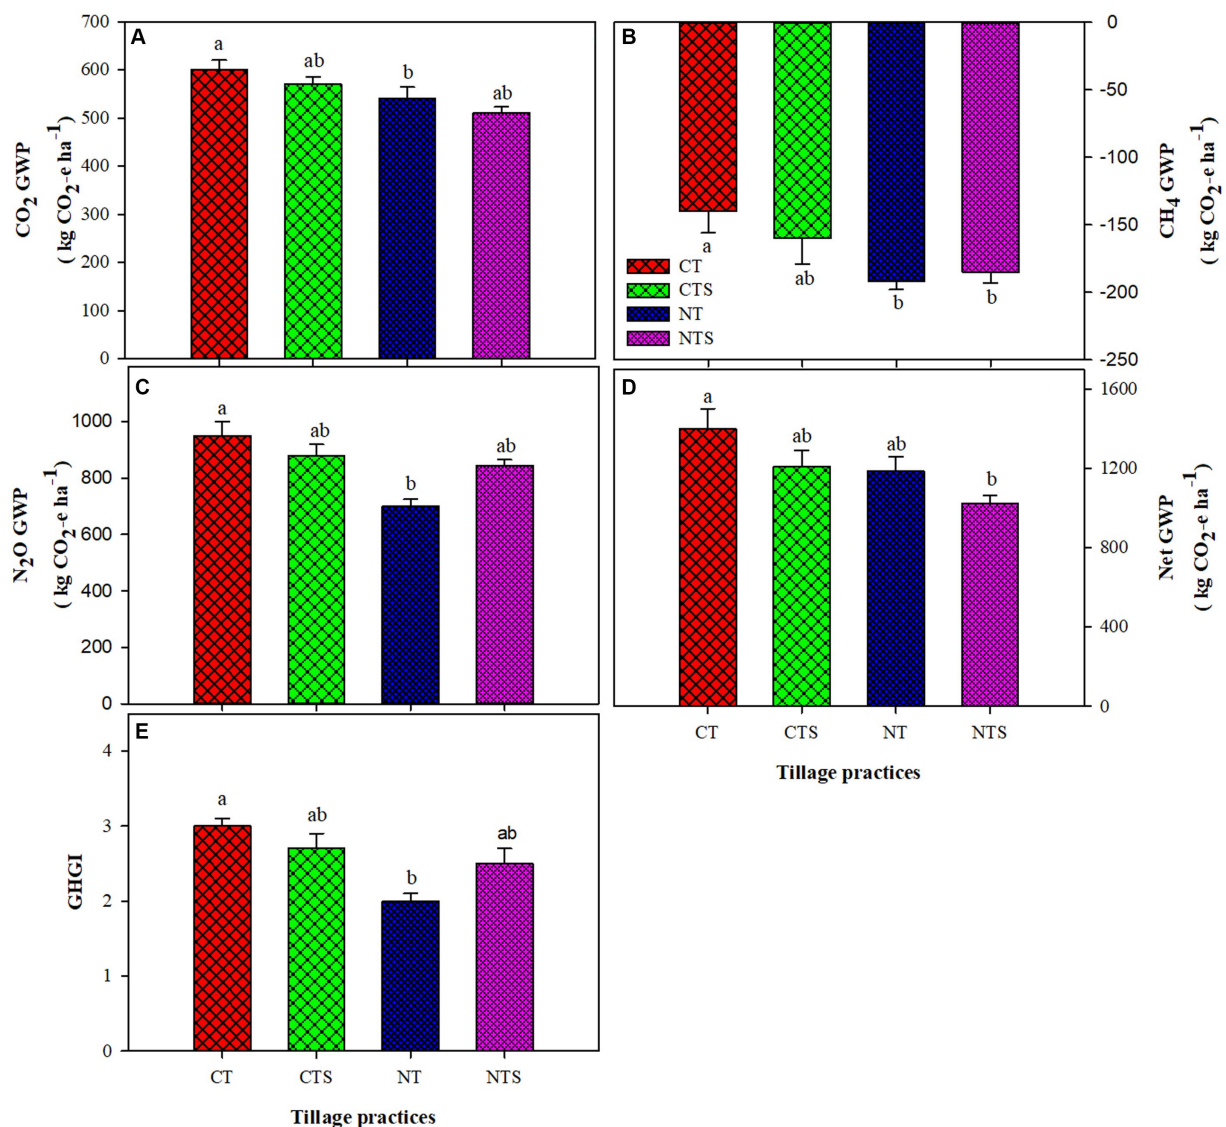 A
700
600
500
400
300
200
100
0
CO2 GWP
( kg CO2-e ha-1 )
a
ab
b
ab
B
0
-50
-100
-150
-200
-250
CH4 GWP
( kg CO2-e ha-1 )
a
ab
b
b
CT
CTS
NT
NTS
C
1000
800
600
400
200
0
N2O GWP
( kg CO2-e ha-1 )
a
ab
b
ab
D
1600
1200
800
400
0
Net GWP
( kg CO2-e ha-1 )
a
ab
ab
b
CT CTS NT NTS
Tillage practices
E
4
3
2
1
0
GHGI
a
ab
b
ab
CT CTS NT NTS
Tillage practices